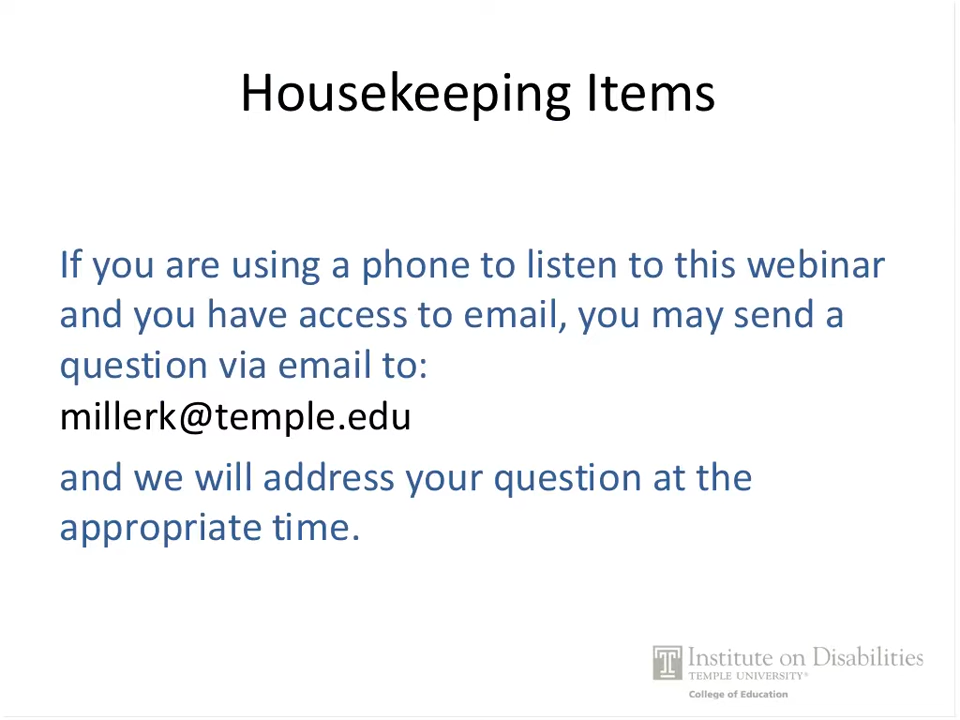 Housekeeping Items
If you are using a phone to listen to this webinar
and you have access to email, you may send a
question via email to:
millerk@temple.edu
and we will address your question at the
appropriate time.
Institute on Disabilities
TEMPLE UNIVERSITY®
College of Education